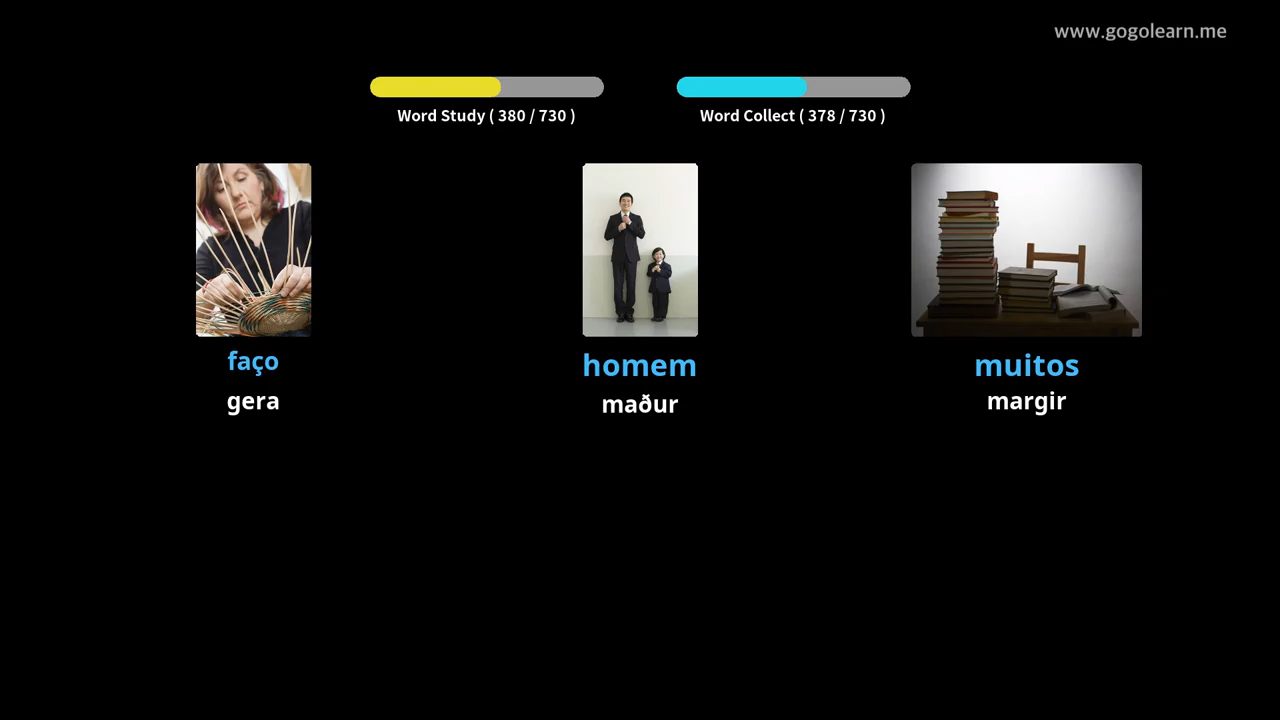 www.gogolearn.me
Word Study ( 380 / 730 )
Word Collect ( 378 / 730 )
faço
gera
homem
maður
muitos
margir